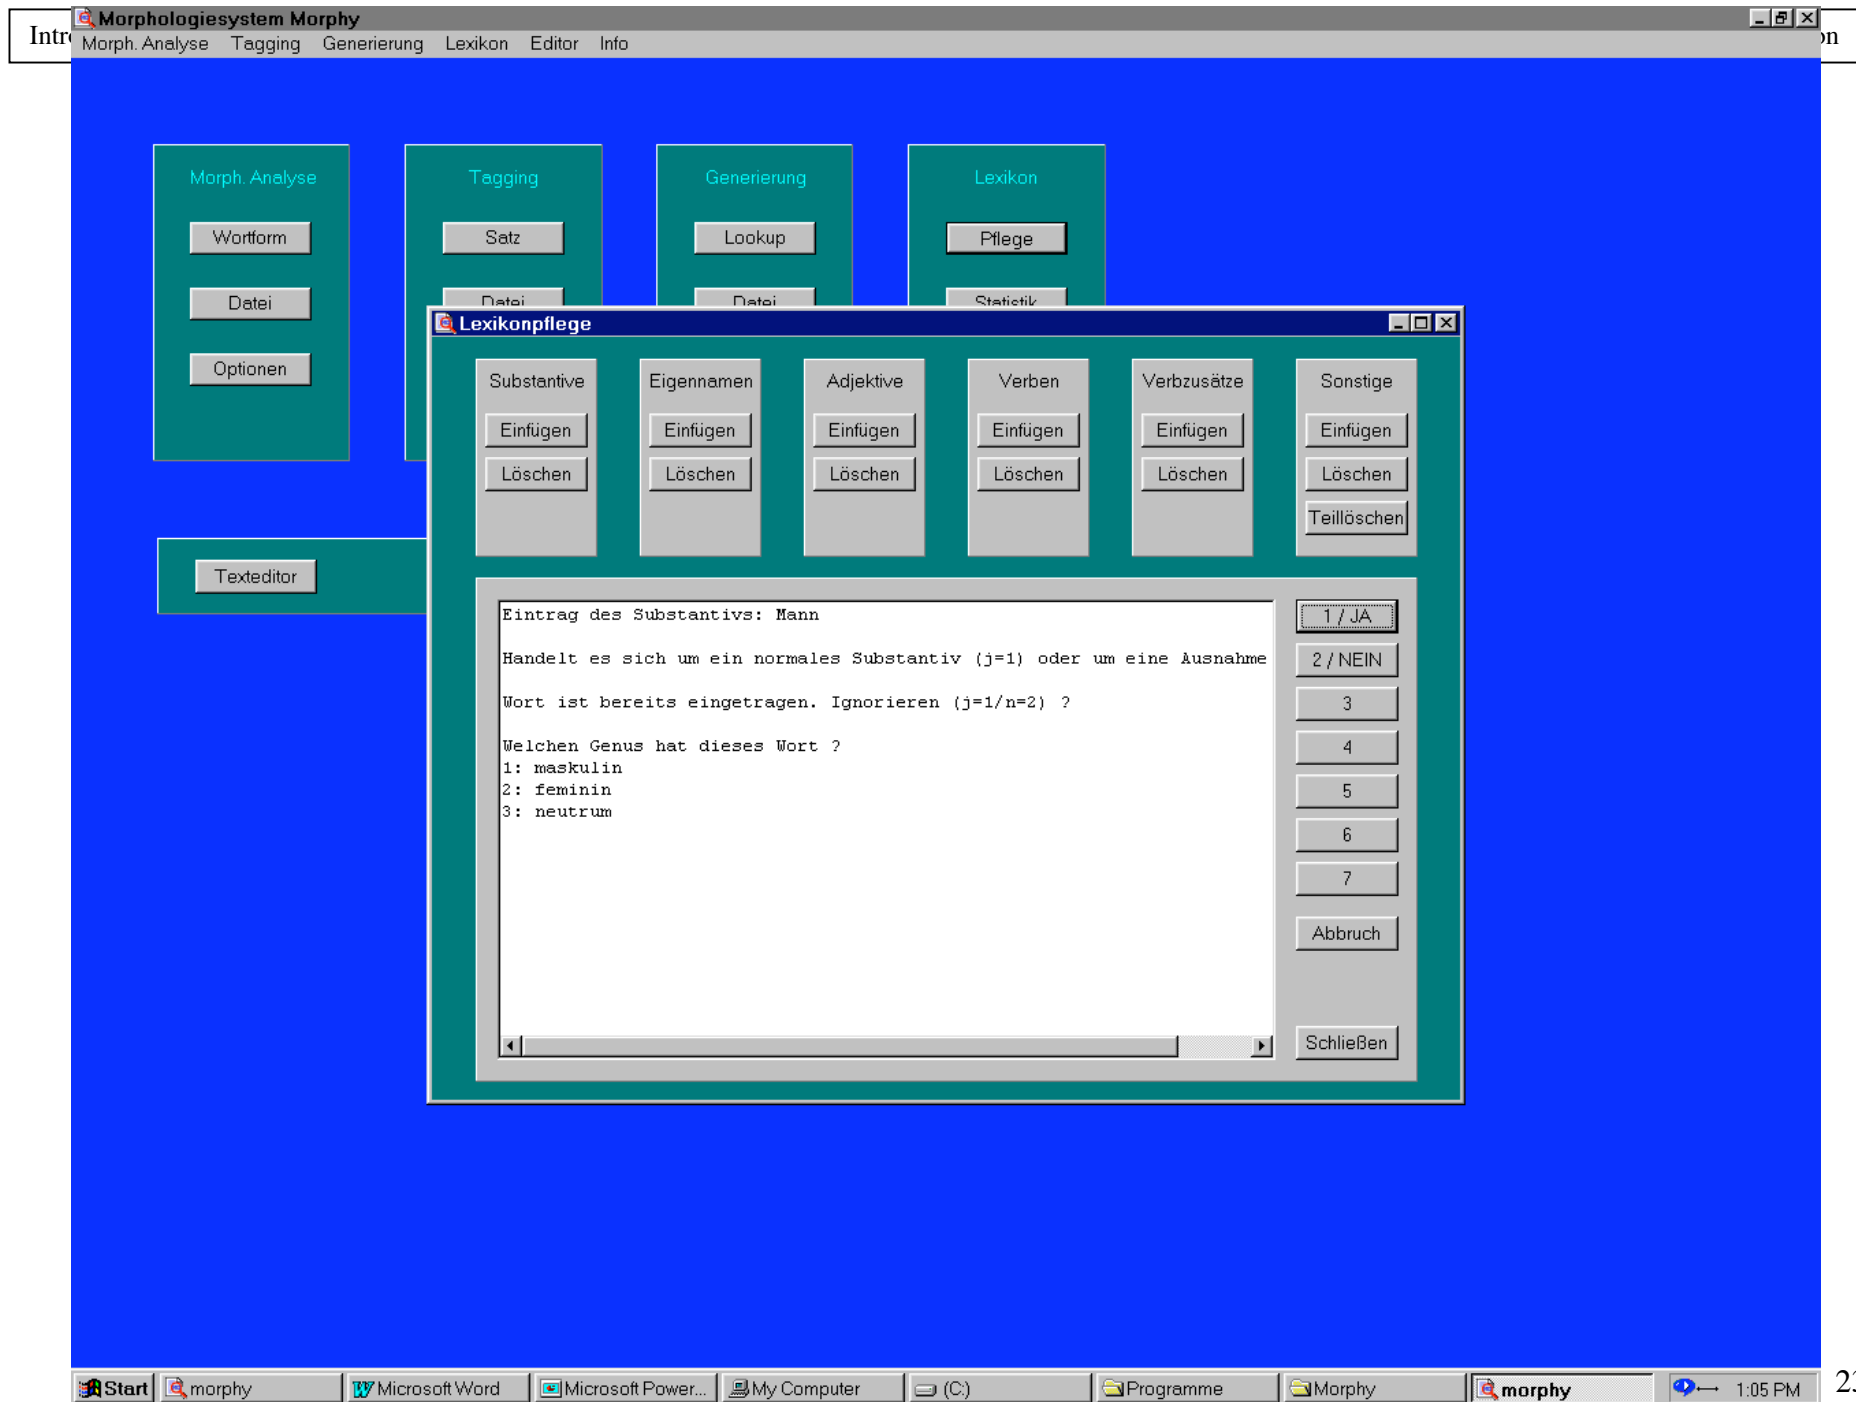 Morphologiesystem Morphy
Morph. Analyse Tagging Generierung Lexikon Editor Info
Morph. Analyse Tagging Generierung Lexikon
Wortform Satz Lookup Pflege
Datei Datei Datei Statistik
Optionen
Texteditor
Lexikonpflege
Substantive Eigennamen Adjektive Verben Verbzusätze Sonstige
Einfügen Einfügen Einfügen Einfügen Einfügen Einfügen
Löschen Löschen Löschen Löschen Löschen Löschen
Teillöschen
Eintrag des Substantivs: Mann
Handelt es sich um ein normales Substantiv (j=1) oder um eine Ausnahme
Wort ist bereits eingetragen. Ignorieren (j=1/n=2) ?
Welchen Genus hat dieses Wort ?
1: maskulin
2: feminin
3: neutrum
1 / JA
2 / NEIN
3
4
5
6
7
Abbruch
Schließen
Start morphy Microsoft Word Microsoft Power... My Computer (C:) Programme Morphy morphy 1:05 PM